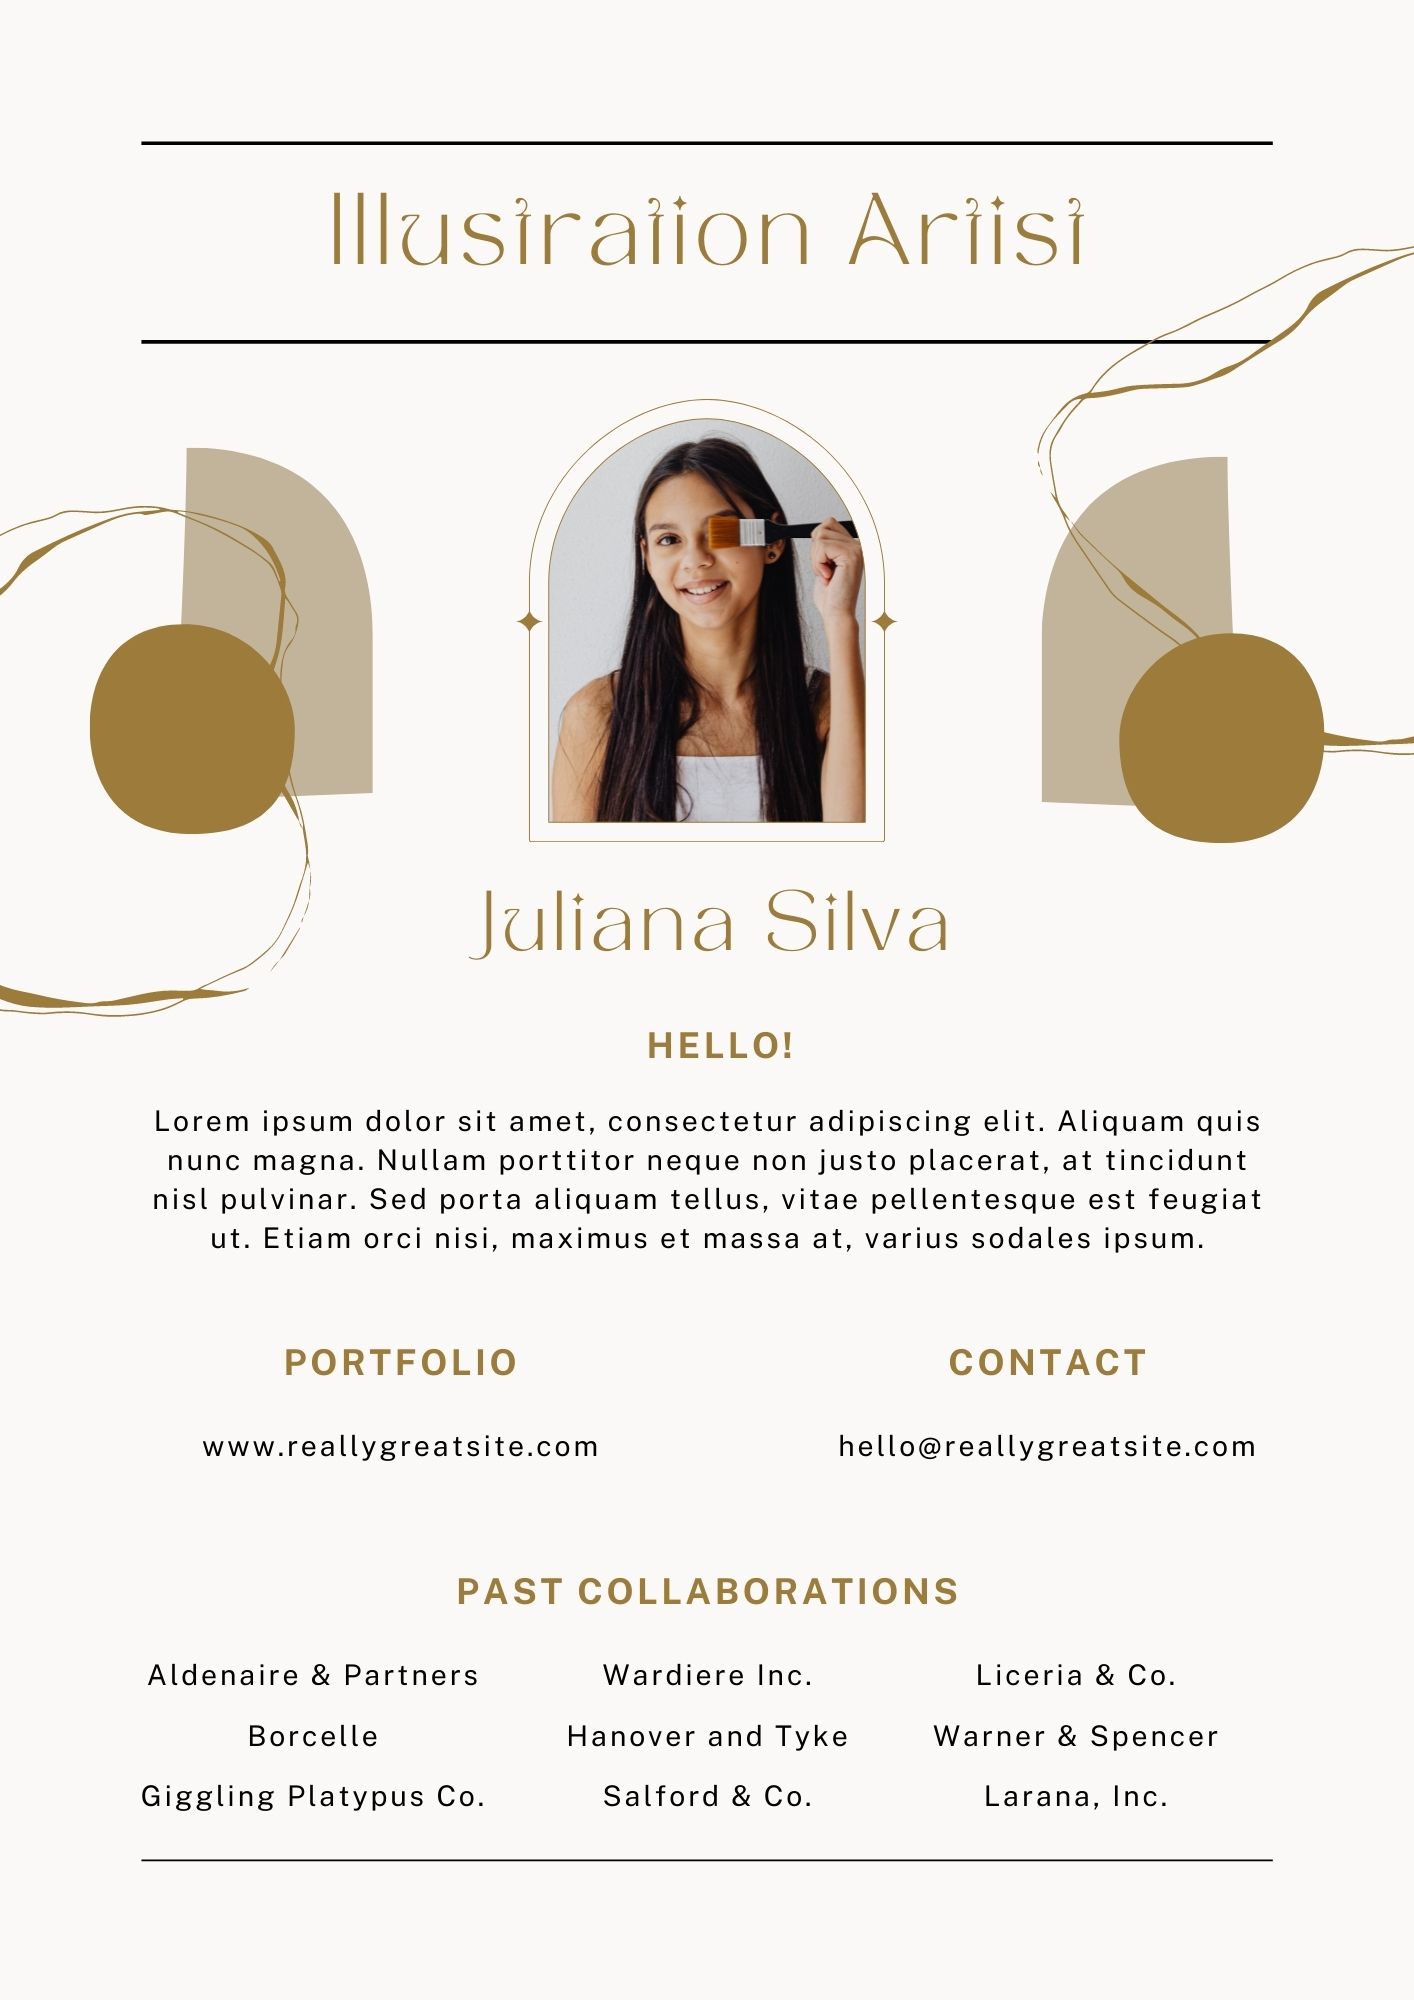 Illustration Artist
Juliana Silva
HELLO!
Lorem ipsum dolor sit amet, consectetur adipiscing elit. Aliquam quis
nunc magna. Nullam porttitor neque non justo placerat, at tincidunt
nisl pulvinar. Sed porta aliquam tellus, vitae pellentesque est feugiat
ut. Etiam orci nisi, maximus et massa at, varius sodales ipsum.
PORTFOLIO
www.reallygreatsite.com
CONTACT
hello@reallygreatsite.com
PAST COLLABORATIONS
Aldenaire & Partners
Wardiere Inc.
Liceria & Co.
Borcelle
Hanover and Tyke
Warner & Spencer
Giggling Platypus Co.
Salford & Co.
Larana, Inc.